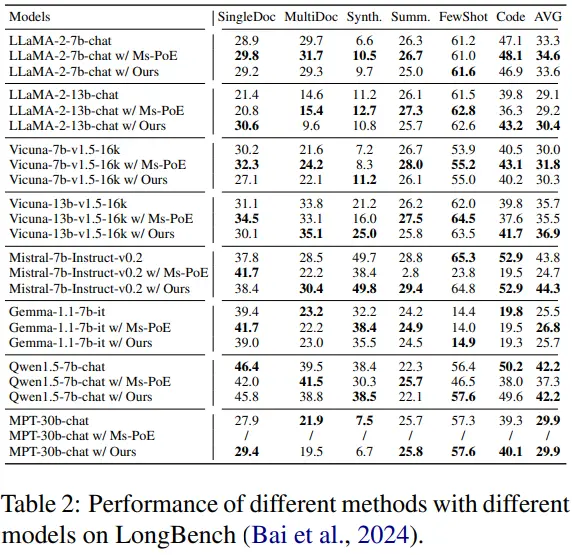 Models SingleDoc MultiDoc Synth. Summ. FewShot Code AVG
LLaMA-2-7b-chat 28.9 29.7 6.6 26.3 61.2 47.1 33.3
LLaMA-2-7b-chat w/ Ms-PoE 29.8 31.7 10.5 26.7 61.0 48.1 34.6
LLaMA-2-7b-chat w/ Ours 29.2 29.3 9.7 25.0 61.6 46.9 33.6
LLaMA-2-13b-chat 21.4 14.6 11.2 26.1 61.5 39.8 29.1
LLaMA-2-13b-chat w/ Ms-PoE 20.8 15.4 12.7 27.3 62.8 36.3 29.2
LLaMA-2-13b-chat w/ Ours 30.6 9.6 10.8 25.7 62.6 43.2 30.4
Vicuna-7b-v1.5-16k 30.2 21.6 7.2 26.7 53.9 40.5 30.0
Vicuna-7b-v1.5-16k w/ Ms-PoE 32.3 24.2 8.3 28.0 55.2 43.1 31.8
Vicuna-7b-v1.5-16k w/ Ours 27.1 22.1 11.2 26.1 55.0 40.2 30.3
Vicuna-13b-v1.5-16k 31.1 33.8 21.2 26.2 62.0 39.8 35.7
Vicuna-13b-v1.5-16k w/ Ms-PoE 34.5 33.1 16.0 27.5 64.5 37.6 35.5
Vicuna-13b-v1.5-16k w/ Ours 30.1 35.1 25.0 25.8 63.5 41.7 36.9
Mistral-7b-Instruct-v0.2 37.8 28.5 49.7 28.8 65.3 52.9 43.8
Mistral-7b-Instruct-v0.2 w/ Ms-PoE 41.7 22.2 38.4 2.8 23.8 19.5 24.7
Mistral-7b-Instruct-v0.2 w/ Ours 38.4 30.4 49.8 29.4 64.8 52.9 44.3
Gemma-1.1-7b-it 39.4 23.2 32.2 24.2 14.4 19.8 25.5
Gemma-1.1-7b-it w/ Ms-PoE 41.7 22.2 38.4 24.9 14.0 19.5 26.8
Gemma-1.1-7b-it w/ Ours 39.0 23.0 35.5 24.5 14.9 19.3 25.7
Qwen1.5-7b-chat 46.4 39.5 38.4 22.3 56.4 50.2 42.2
Qwen1.5-7b-chat w/ Ms-PoE 42.0 41.5 30.3 25.7 46.5 38.0 37.3
Qwen1.5-7b-chat w/ Ours 45.8 38.8 38.5 22.1 57.6 49.6 42.2
MPT-30b-chat 27.9 21.9 7.5 25.7 57.3 39.3 29.9
MPT-30b-chat w/ Ms-PoE / / / / / / /
MPT-30b-chat w/ Ours 29.4 19.5 6.7 25.8 57.6 40.1 29.9
Table 2: Performance of different methods with different
models on LongBench (Bai et al., 2024).